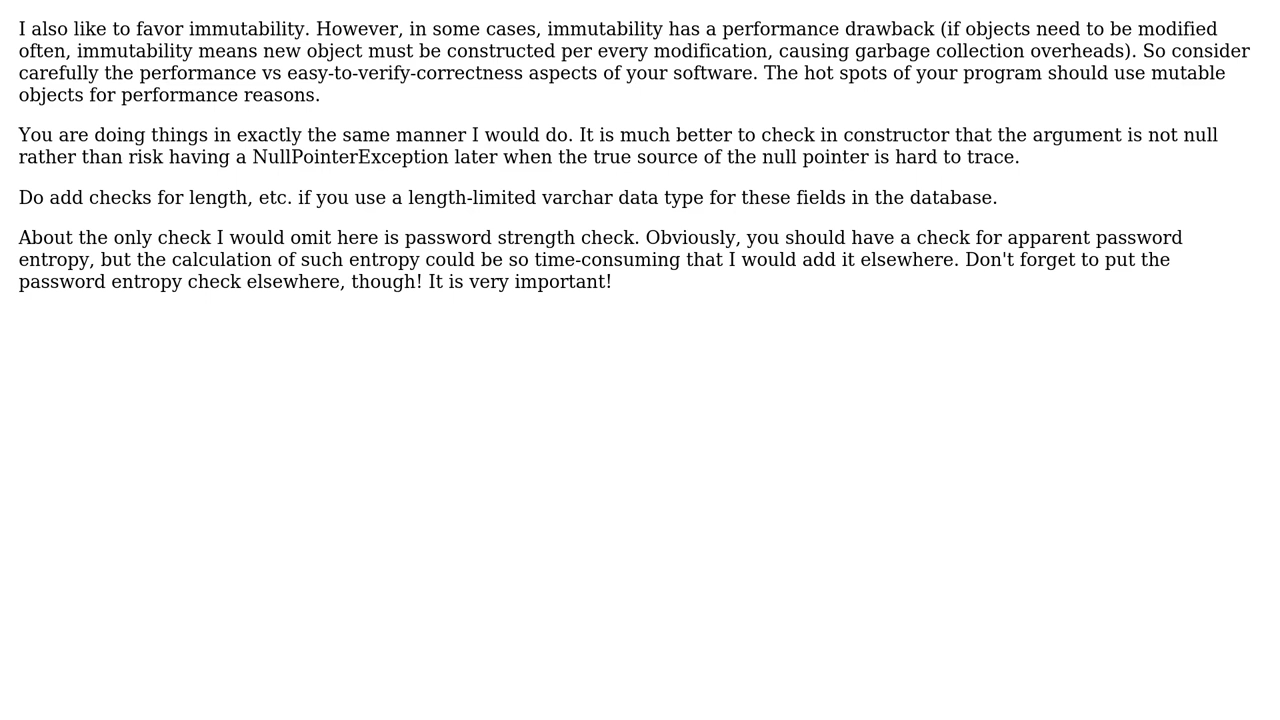 I also like to favor immutability. However, in some cases, immutability has a performance drawback (if objects need to be modified
often, immutability means new object must be constructed per every modification, causing garbage collection overheads). So consider
carefully the performance vs easy-to-verify-correctness aspects of your software. The hot spots of your program should use mutable
objects for performance reasons.
You are doing things in exactly the same manner I would do. It is much better to check in constructor that the argument is not null
rather than risk having a NullPointerException later when the true source of the null pointer is hard to trace.
Do add checks for length, etc. if you use a length-limited varchar data type for these fields in the database.
About the only check I would omit here is password strength check. Obviously, you should have a check for apparent password
entropy, but the calculation of such entropy could be so time-consuming that I would add it elsewhere. Don't forget to put the
password entropy check elsewhere, though! It is very important!